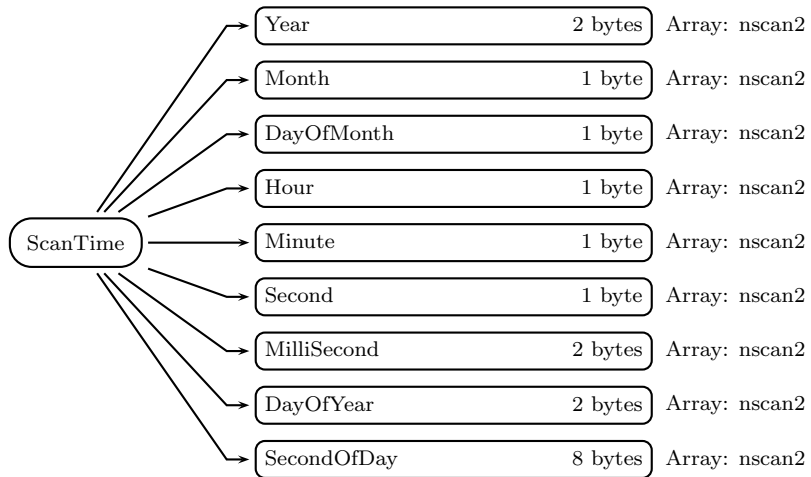 Year 2 bytes Array: nscan2
Month 1 byte Array: nscan2
DayOfMonth 1 byte Array: nscan2
Hour 1 byte Array: nscan2
ScanTime Minute 1 byte Array: nscan2
Second 1 byte Array: nscan2
MilliSecond 2 bytes Array: nscan2
DayOfYear 2 bytes Array: nscan2
SecondOfDay 8 bytes Array: nscan2